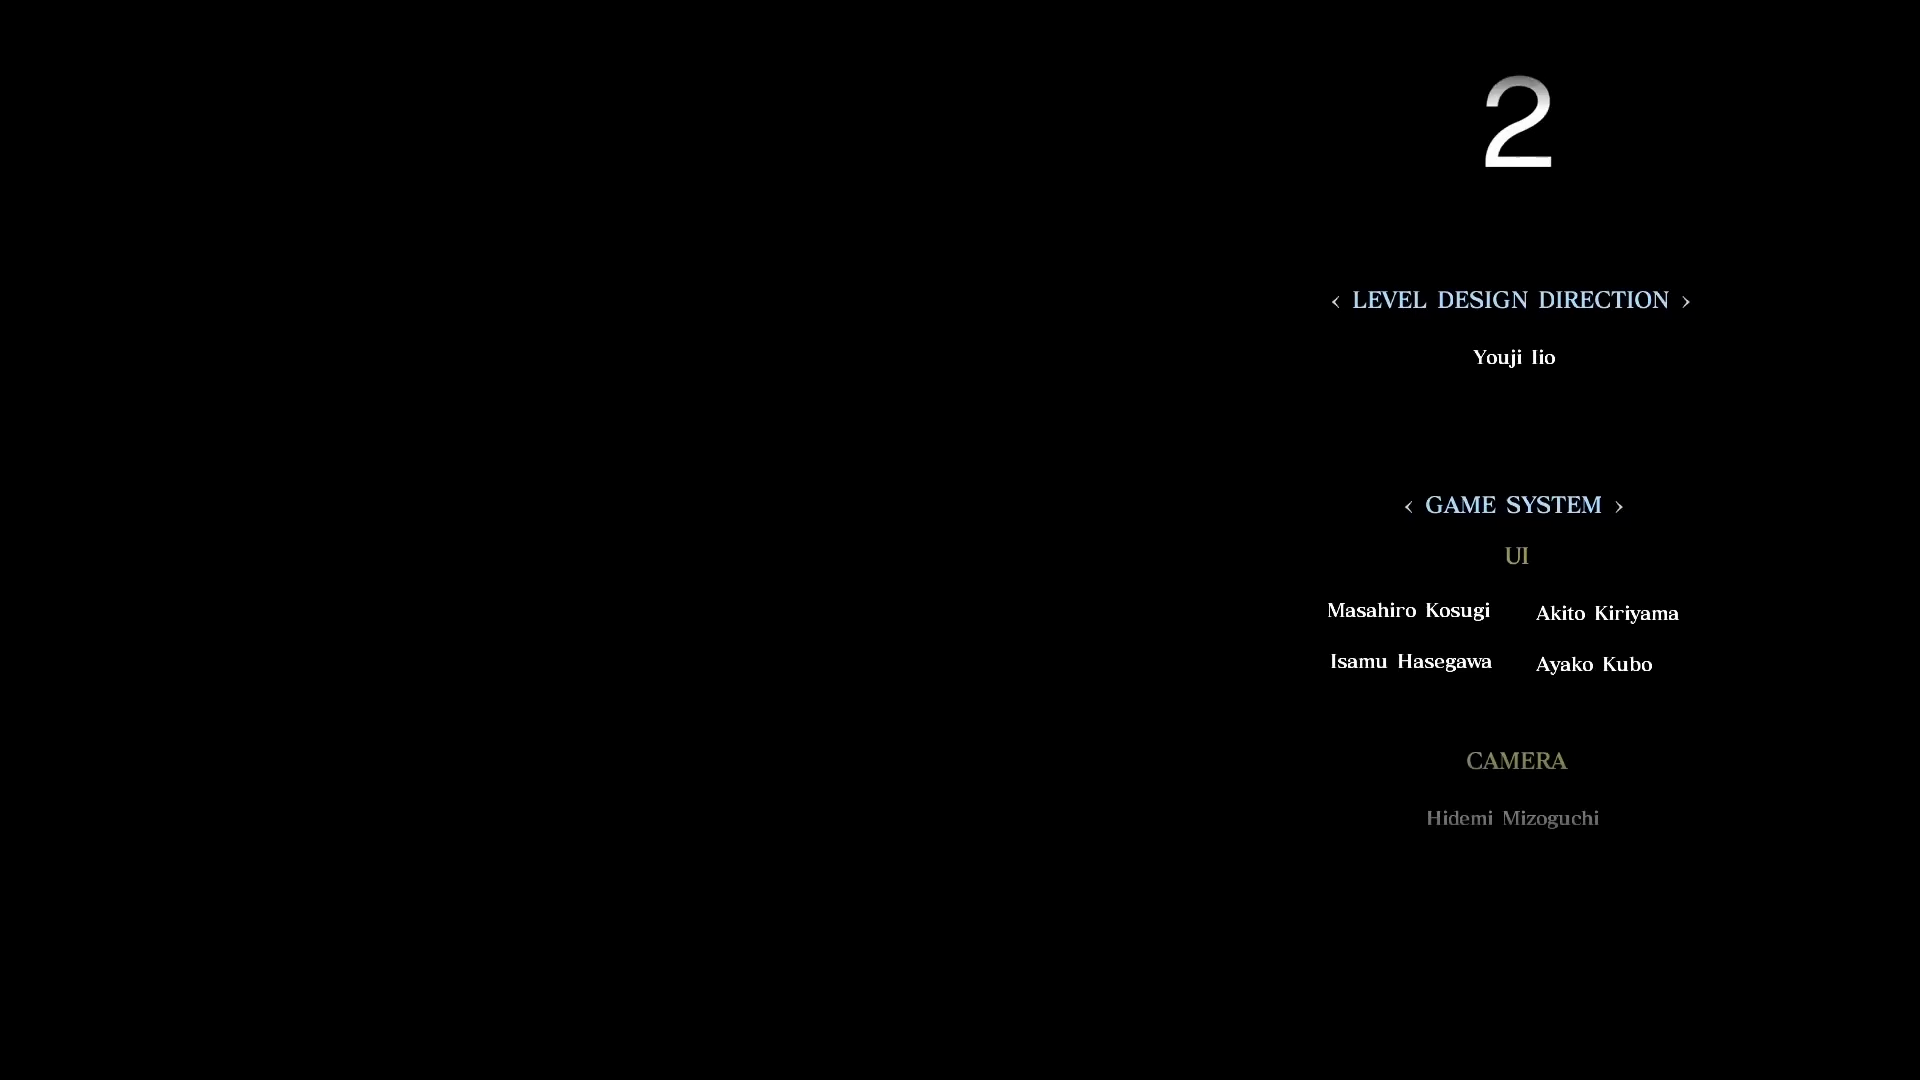 2
‹ LEVEL DESIGN DIRECTION ›
Youji Iio
‹ GAME SYSTEM ›
UI
Masahiro Kosugi Akito Kiriyama
Isamu Hasegawa Ayako Kubo
CAMERA
Hidemi Mizoguchi